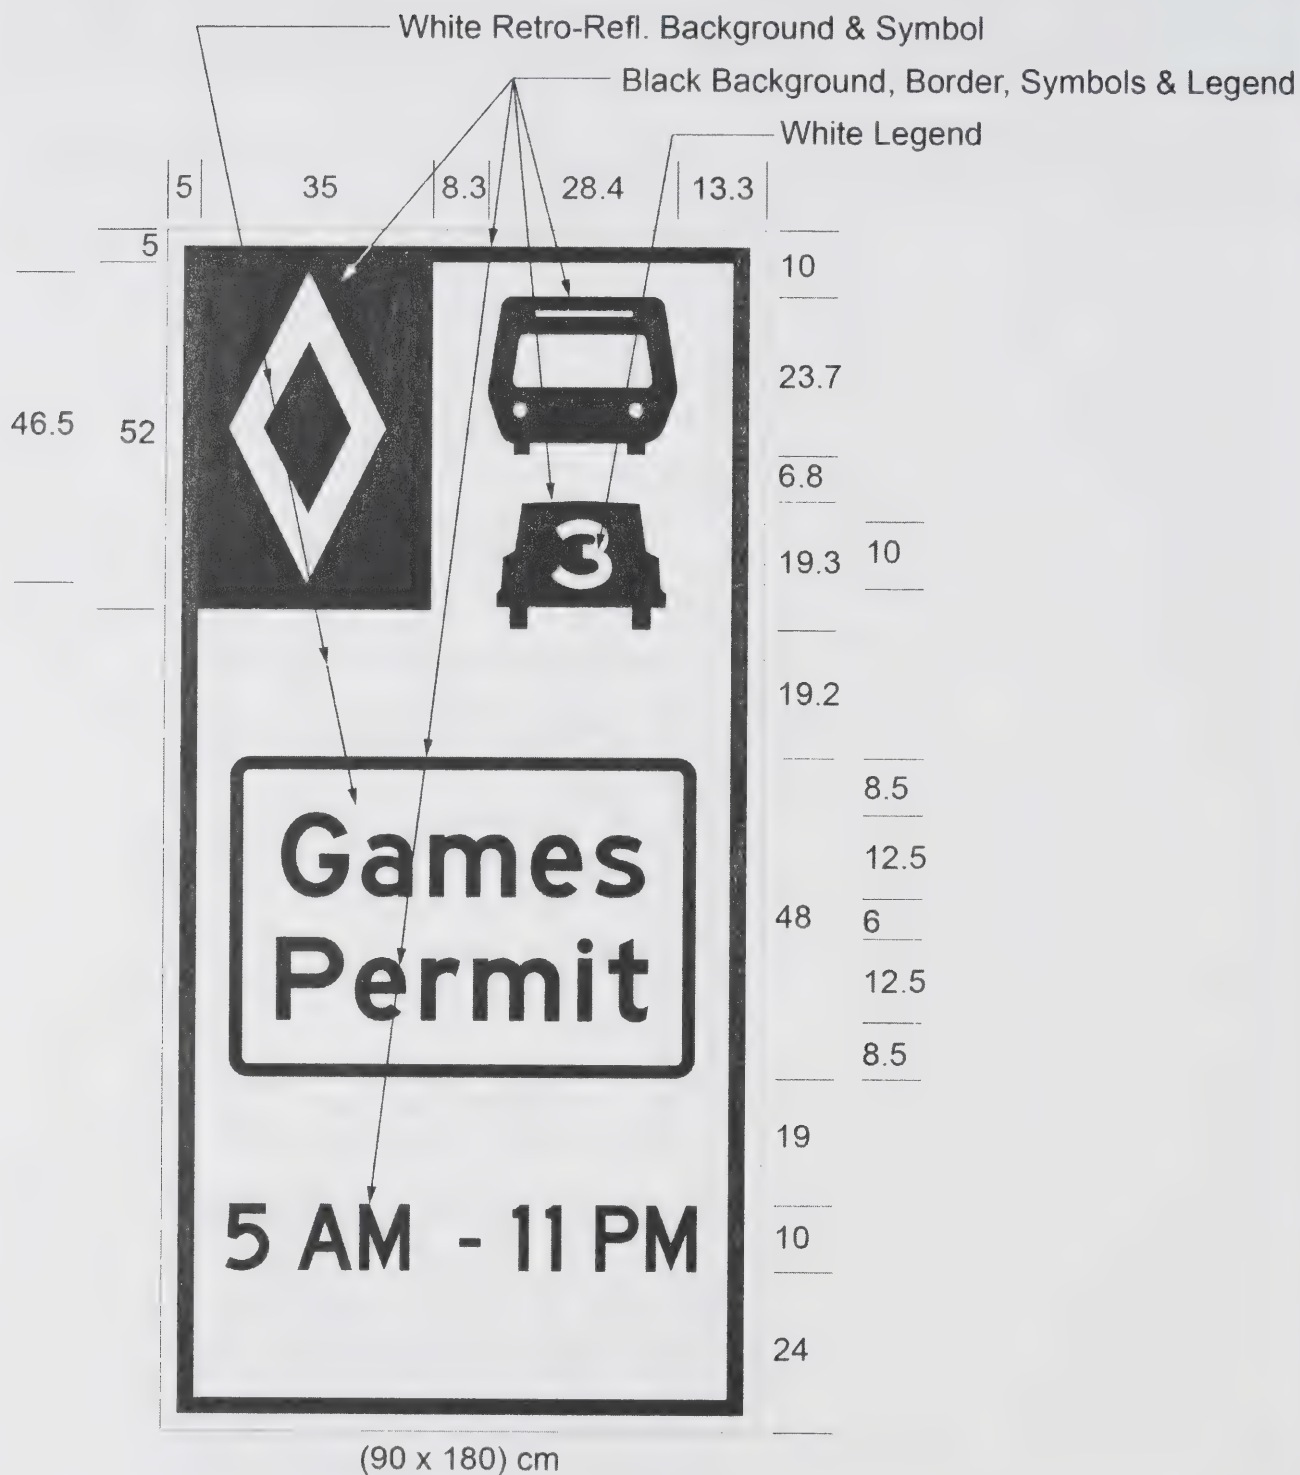 White Retro-Refl. Background & Symbol
Black Background, Border, Symbols & Legend
White Legend
5 35 8.3 28.4 13.3
5
10
23.7
46.5 52
6.8
3
19.3 10
19.2
8.5
Games
12.5
48 6
Permit
12.5
8.5
19
5 AM - 11 PM
10
24
(90 x 180) cm